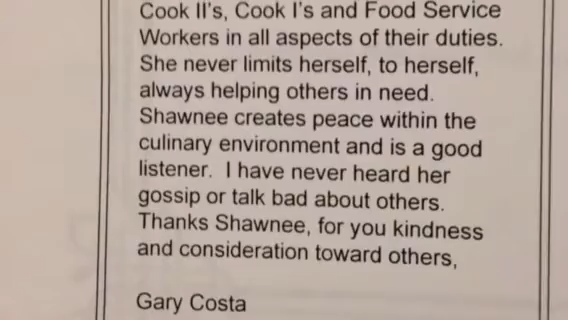 Cook II's, Cook I's and Food Service
Workers in all aspects of their duties.
She never limits herself, to herself,
always helping others in need.
Shawnee creates peace within the
culinary environment and is a good
listener.  I have never heard her
gossip or talk bad about others.
Thanks Shawnee, for you kindness
and consideration toward others,
Gary Costa